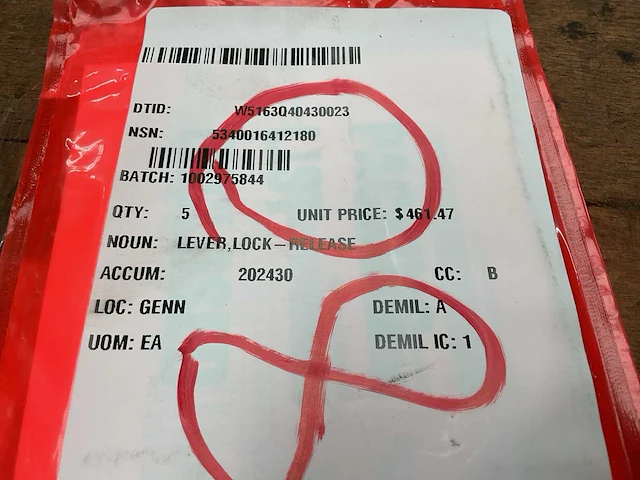 DTID: W5163Q40430023
NSN: 5340016412180
BATCH: 1002975844
QTY: 5 UNIT PRICE: $461.47
NOUN: LEVER,LOCK-RELEASE
ACCUM: 202430 CC: B
LOC: GENN DEMIL: A
UOM: EA DEMIL IC: 1